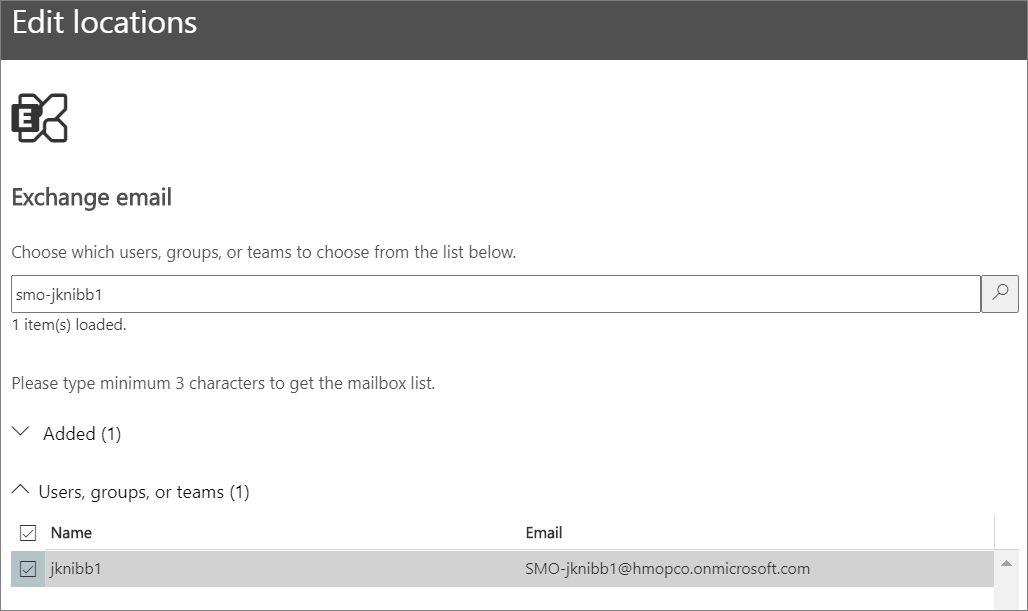 Edit locations
E
Exchange email
Choose which users, groups, or teams to choose from the list below.
smo-jknibb1
1 item(s) loaded.
Please type minimum 3 characters to get the mailbox list.
Added (1)
Users, groups, or teams (1)
Name Email
jknibb1 SMO-jknibb1@hmopco.onmicrosoft.com